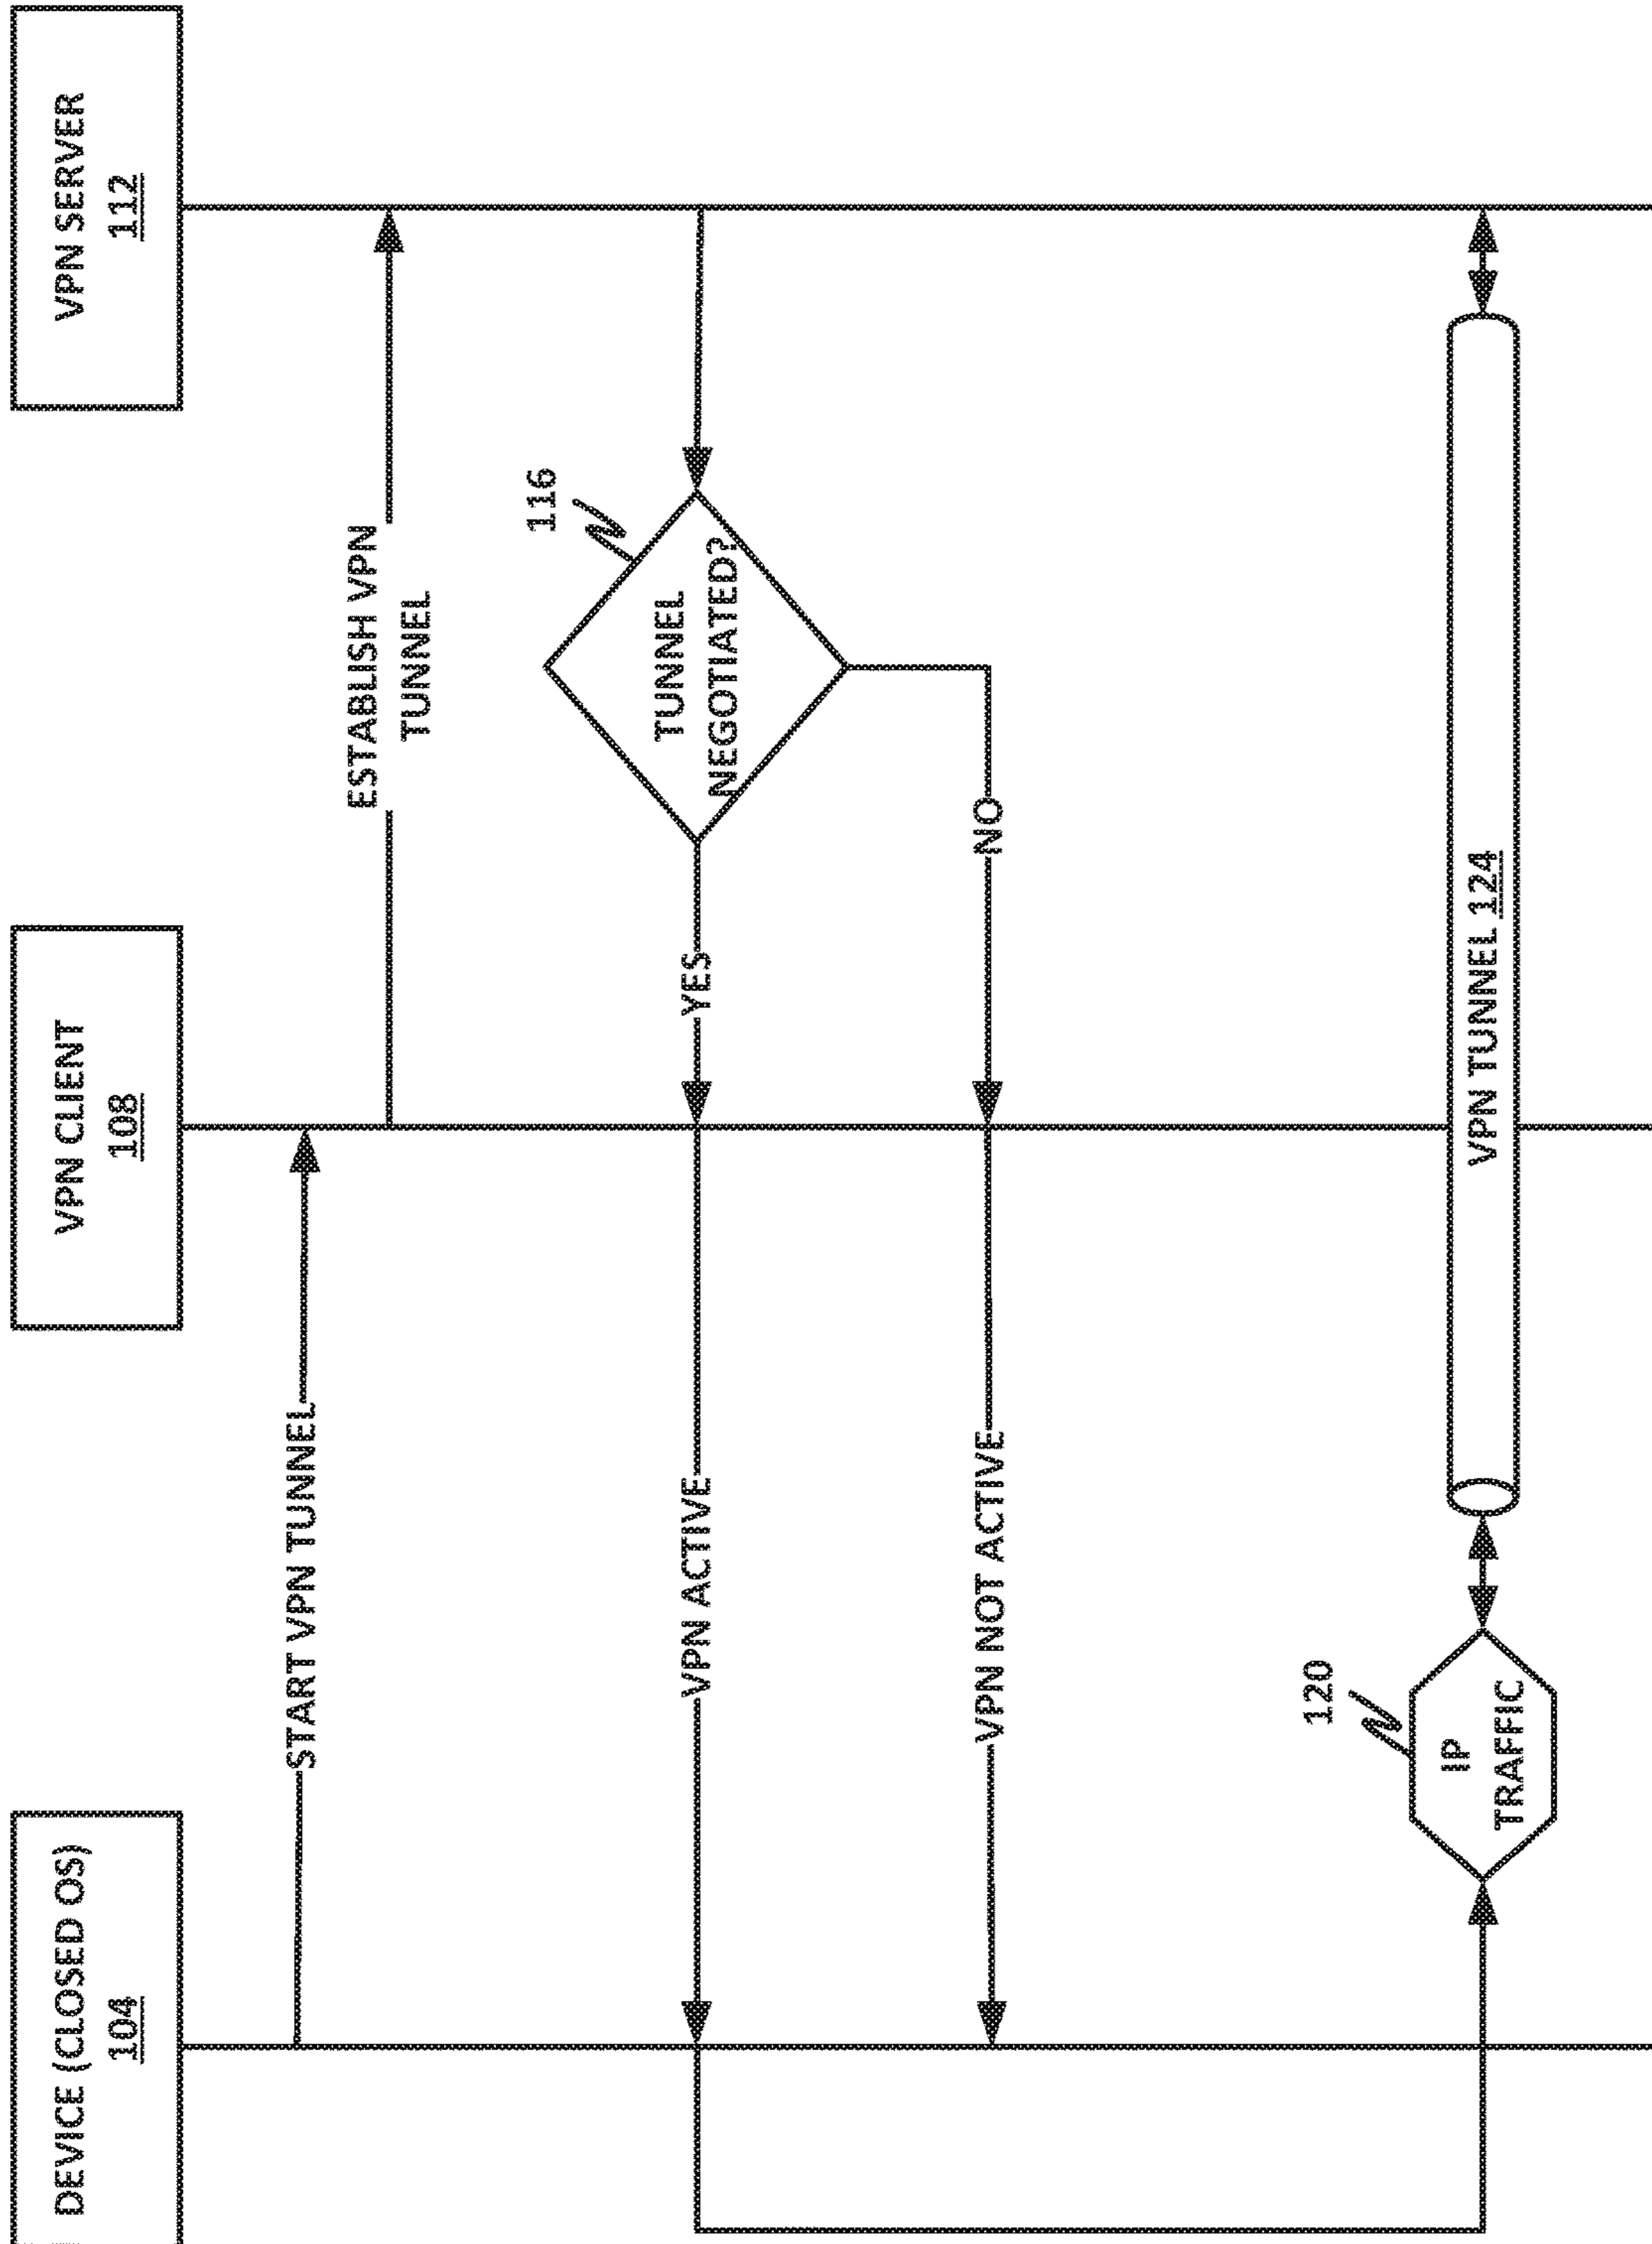 DEVICE (CLOSED OS)
104
VPN CLIENT
108
VPN SERVER
112
START VPN TUNNEL
ESTABLISH VPN
TUNNEL
116
TUNNEL
NEGOTIATED?
YES
VPN ACTIVE
NO
VPN NOT ACTIVE
120
IP
TRAFFIC
VPN TUNNEL 124